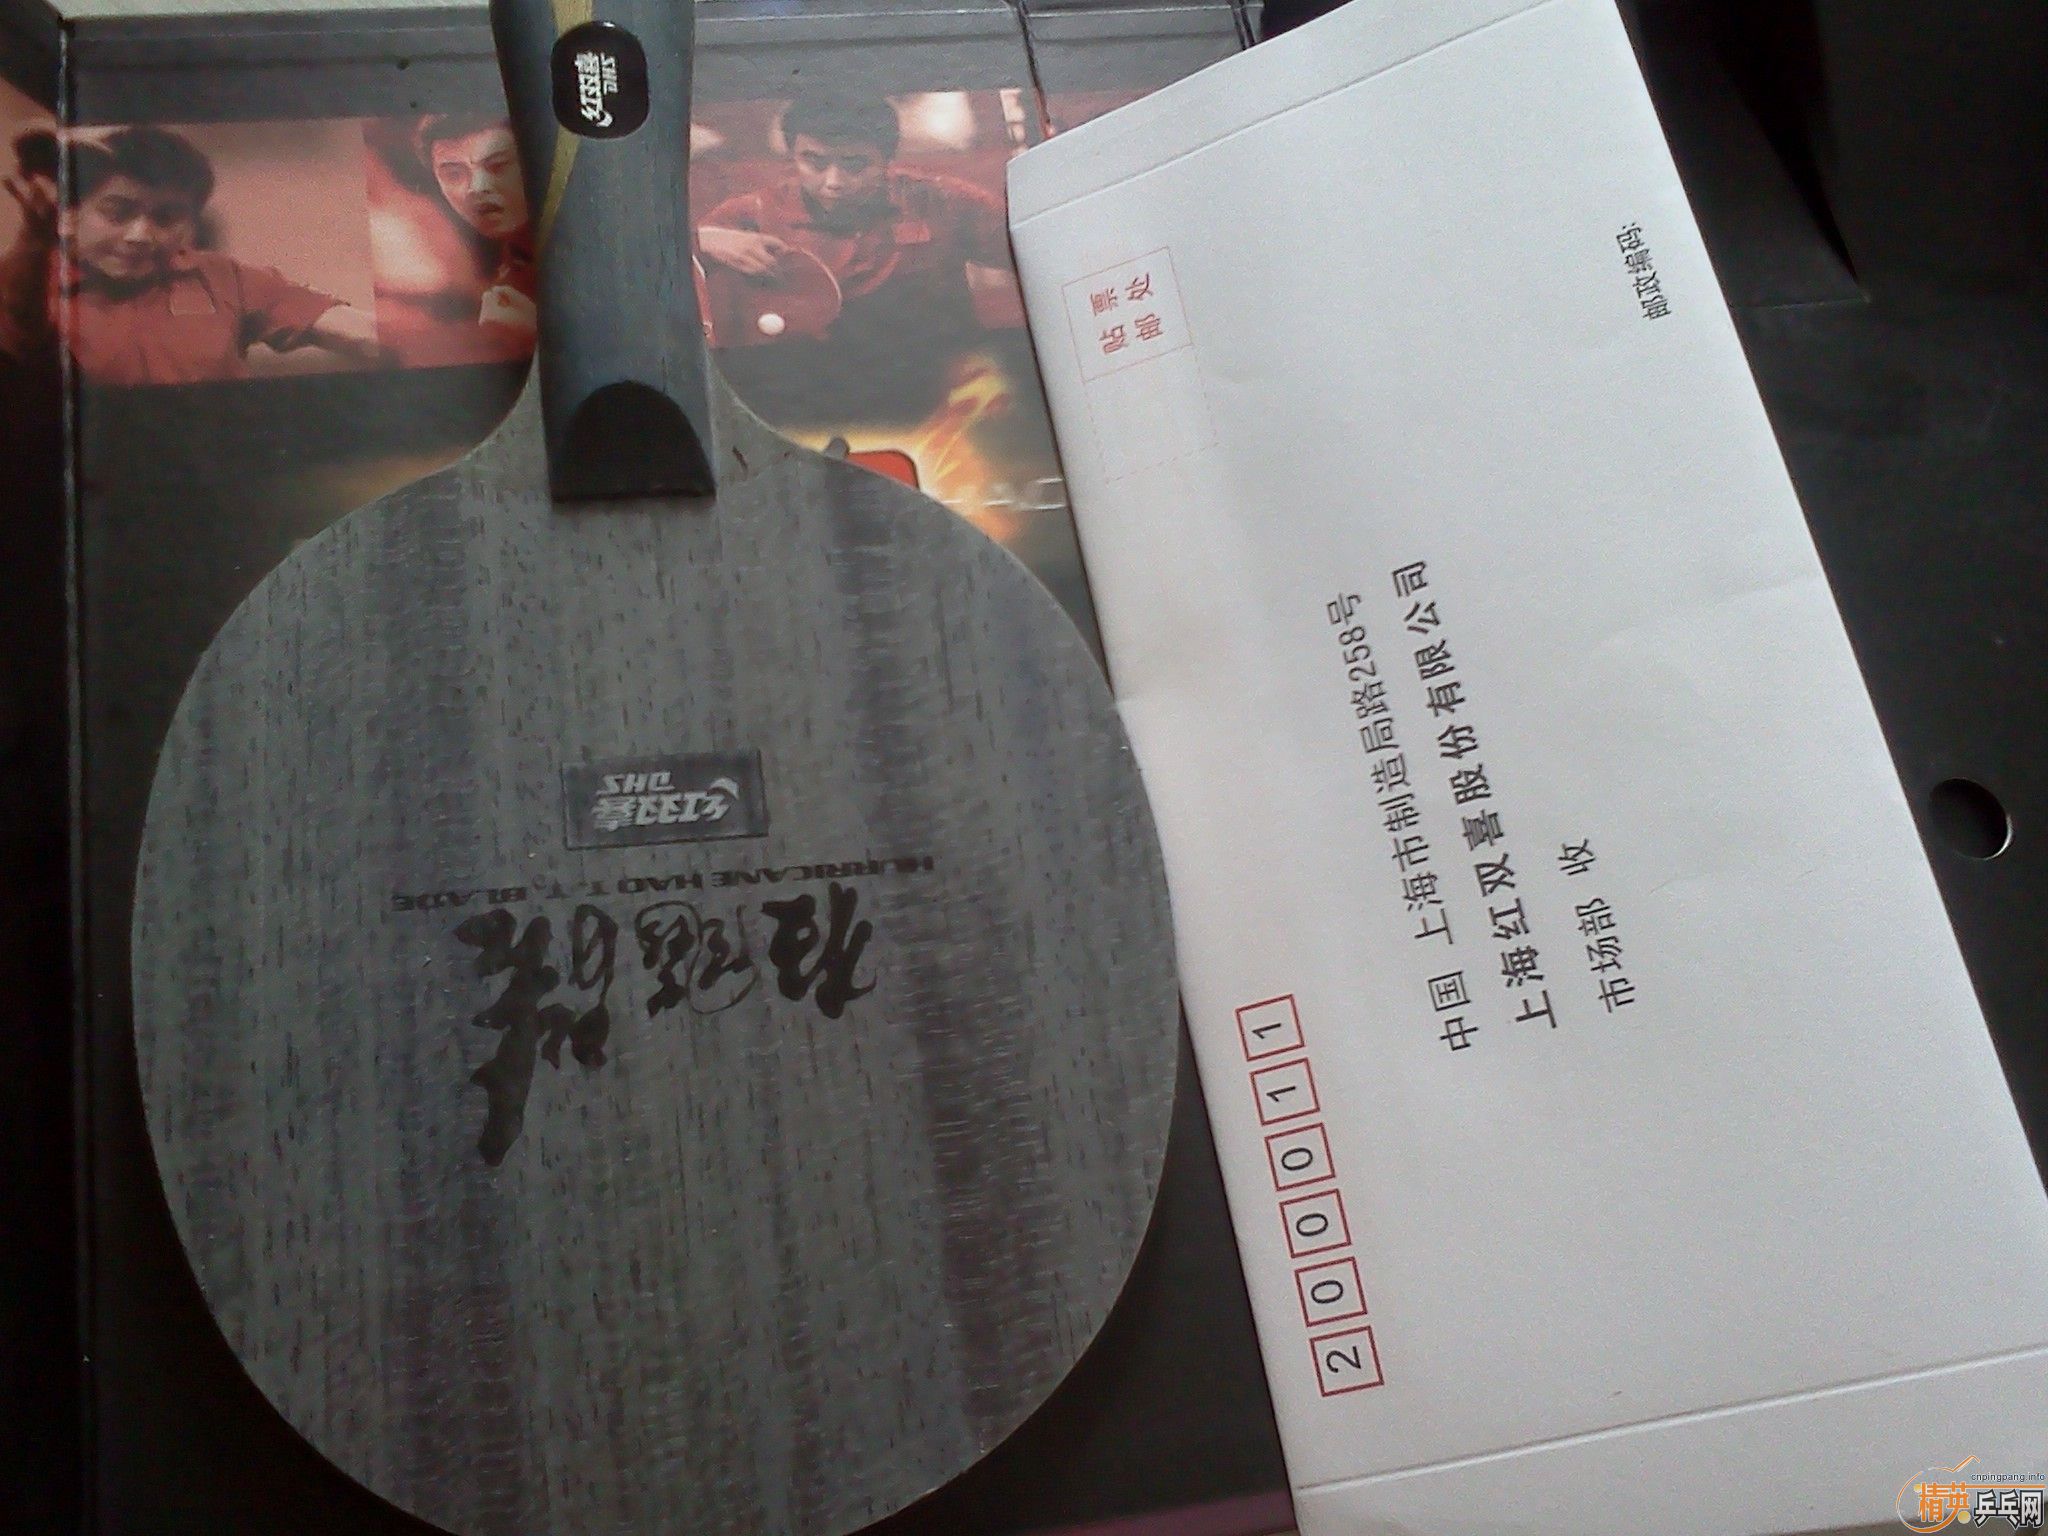 红双喜
DHS
红双喜
DHS
HURRICANE HAO T.T. BLADE
狂飚皓
200011
中国 上海市制造局路258号
上海红双喜股份有限公司
市场部 收
贴 票
邮 处
邮政编码:
cnpingpang.info
精英乒乓网